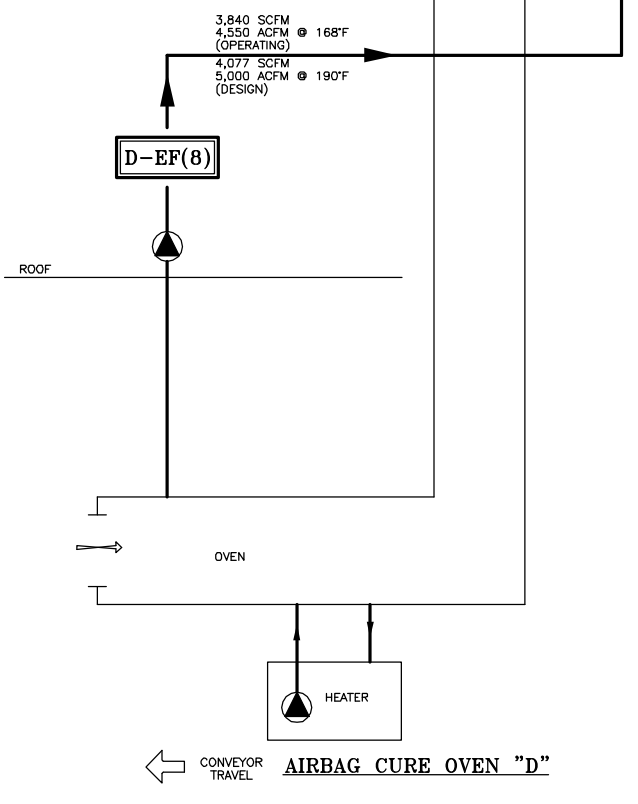 3,840 SCFM
4,550 ACFM @ 168°F
(OPERATING)
4,077 SCFM
5,000 ACFM @ 190°F
(DESIGN)
D-EF(8)
ROOF
OVEN
HEATER
CONVEYOR
TRAVEL
AIRBAG CURE OVEN "D"